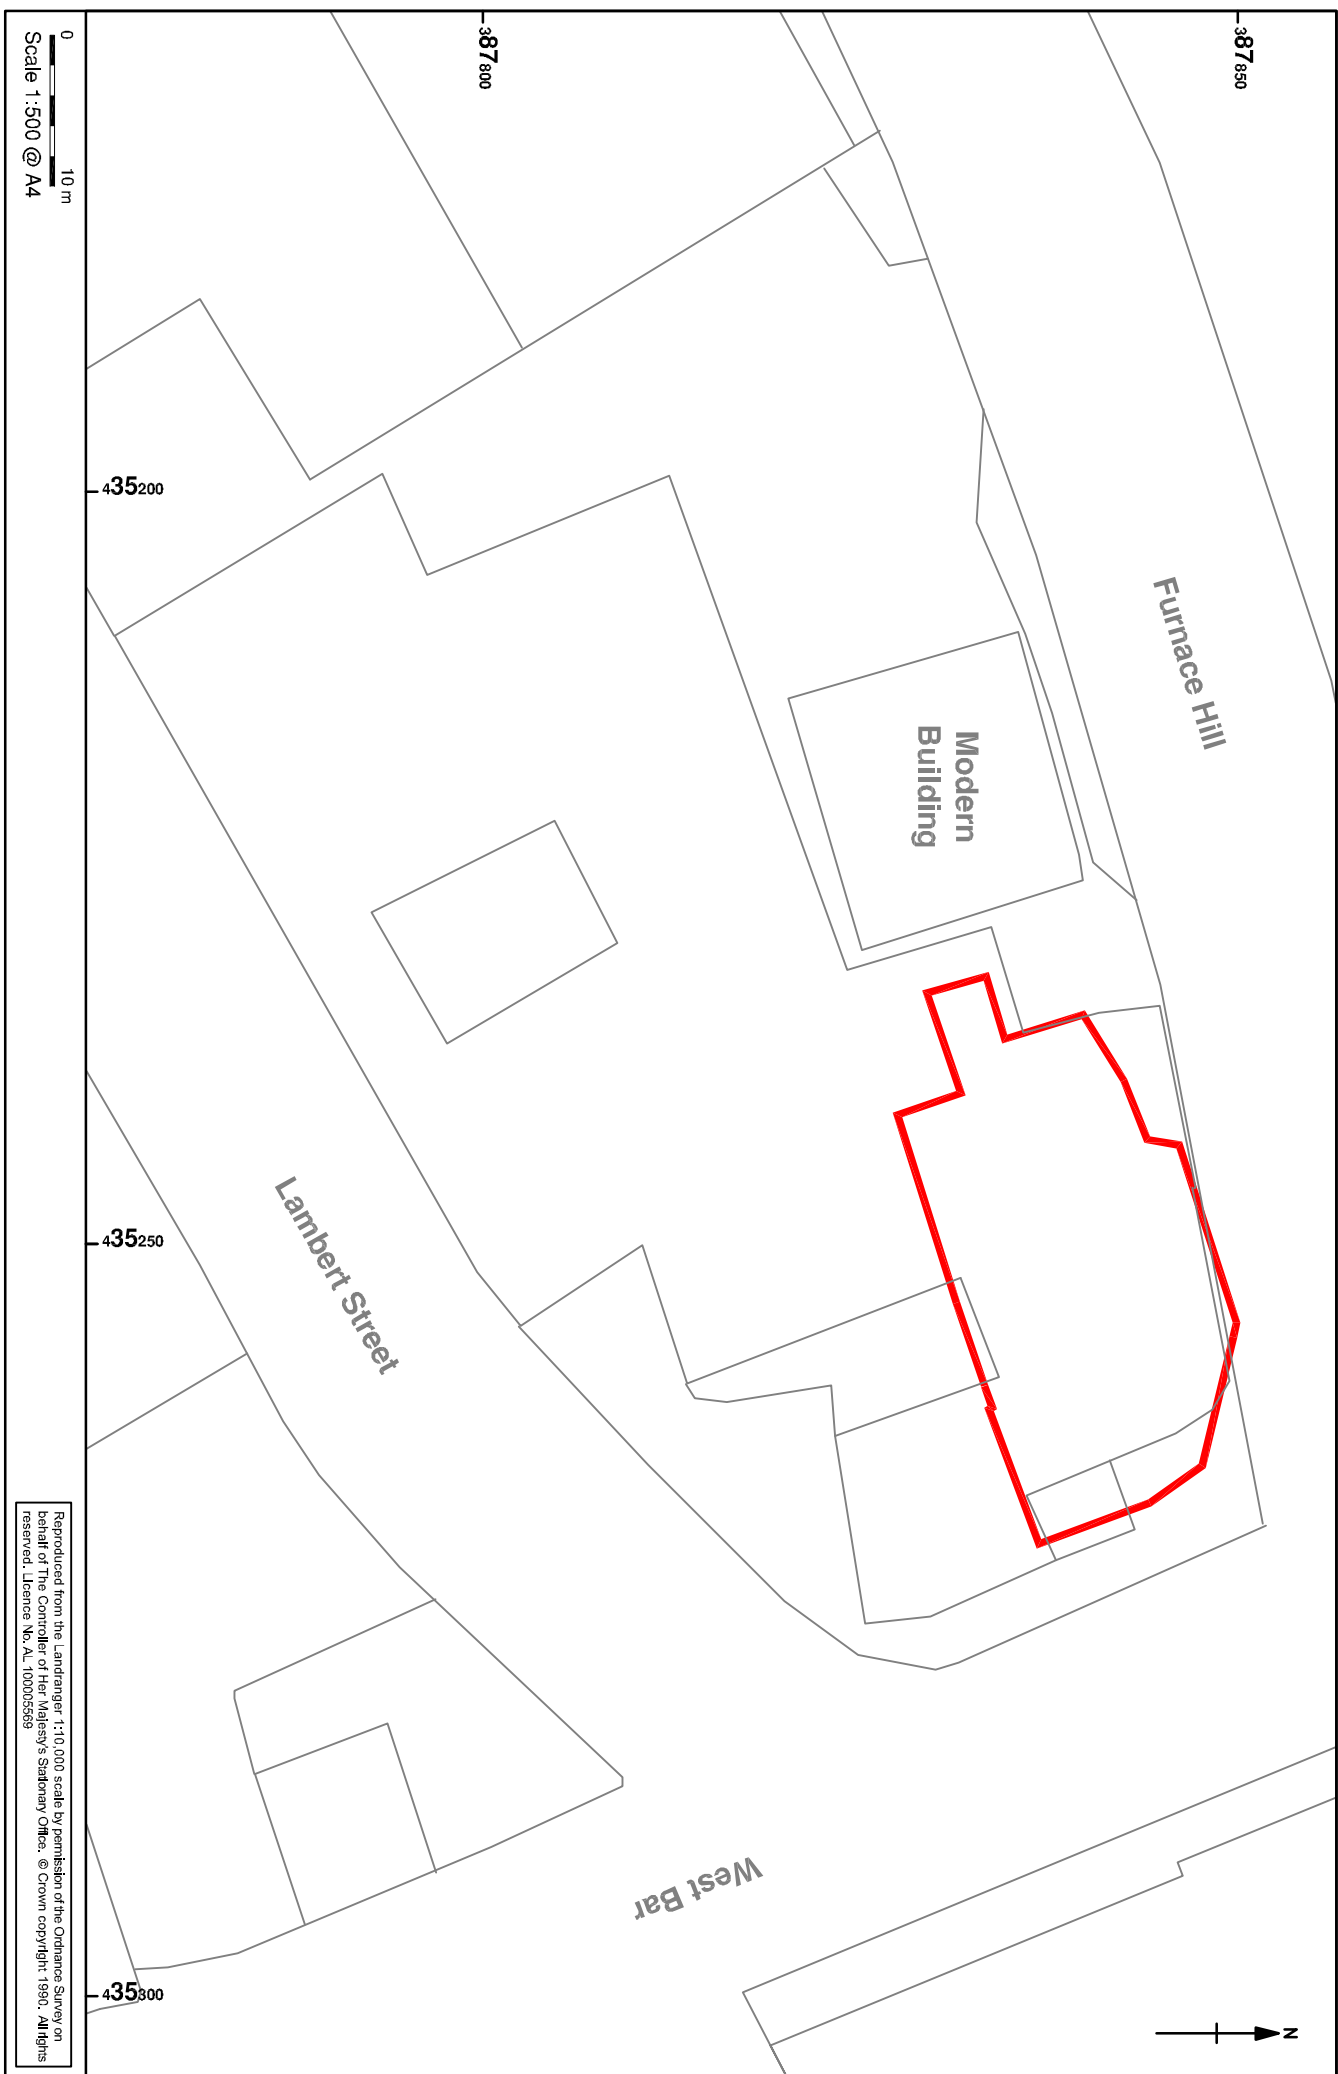 387800
387850
435200
435250
435300
Furnace Hill
Modern
Building
Lambert Street
West Bar
N
0 10 m
Scale 1:500 @ A4
Reproduced from the Landranger 1:10,000 scale by permission of the Ordnance Survey on
behalf of The Controller of Her Majesty's Stationary Office. © Crown copyright 1990. All rights
reserved. Licence No. AL 100005569